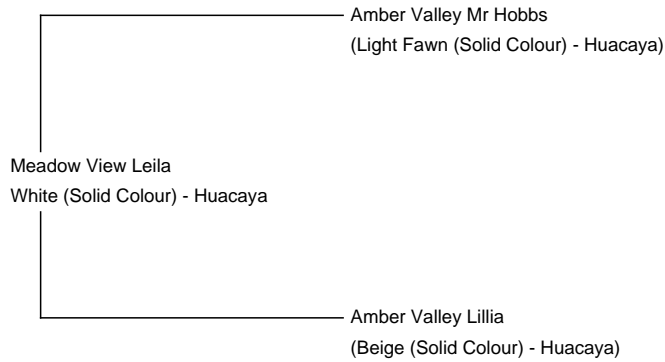 Amber Valley Mr Hobbs
(Light Fawn (Solid Colour) - Huacaya)
Meadow View Leila
White (Solid Colour) - Huacaya
Amber Valley Lillia
(Beige (Solid Colour) - Huacaya)